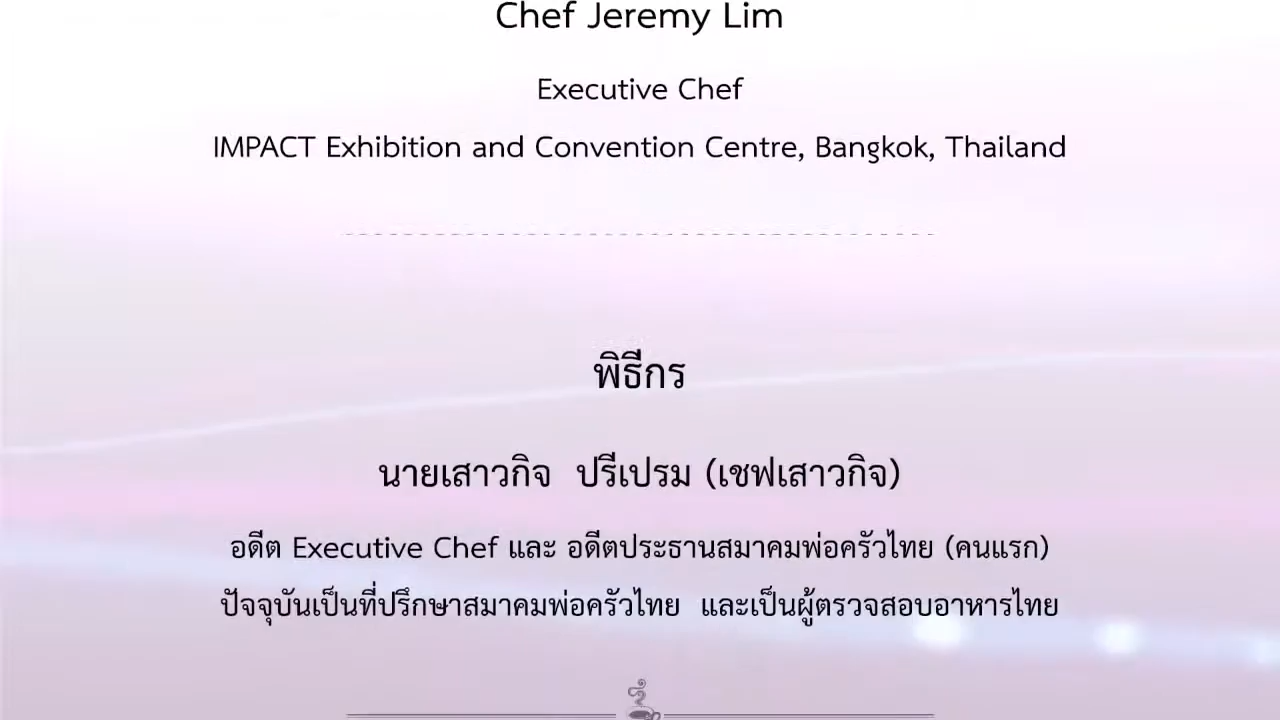 Chef Jeremy Lim
Executive Chef
IMPACT Exhibition and Convention Centre, Bangkok, Thailand
พิธีกร
นายเสาวกิจ ปรีเปรม (เชฟเสาวกิจ)
อดีต Executive Chef และ อดีตประธานสมาคมพ่อครัวไทย (คนแรก)
ปัจจุบันเป็นที่ปรึกษาสมาคมพ่อครัวไทย และเป็นผู้ตรวจสอบอาหารไทย